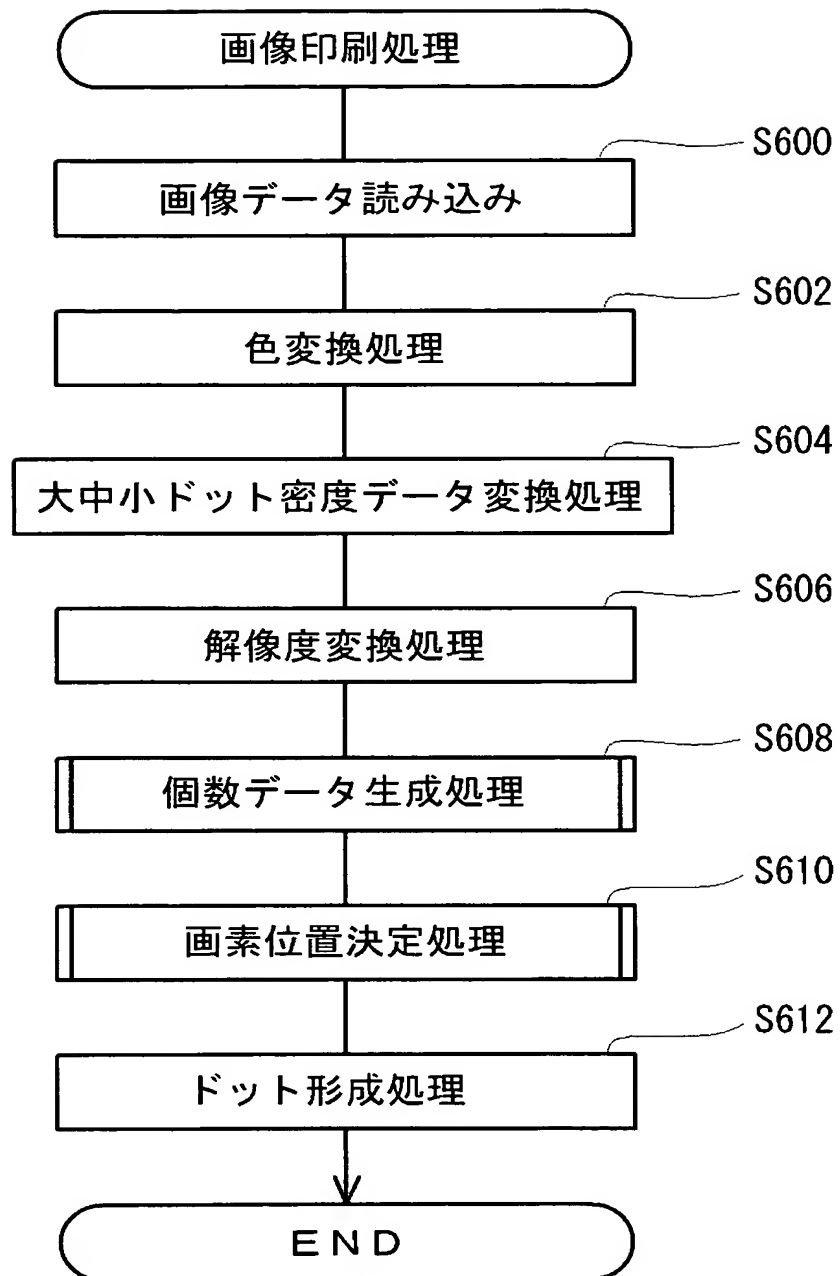 画像印刷処理
S600
画像データ読み込み
S602
色変換処理
S604
大中小ドット密度データ変換処理
S606
解像度変換処理
S608
個数データ生成処理
S610
画素位置決定処理
S612
ドット形成処理
END